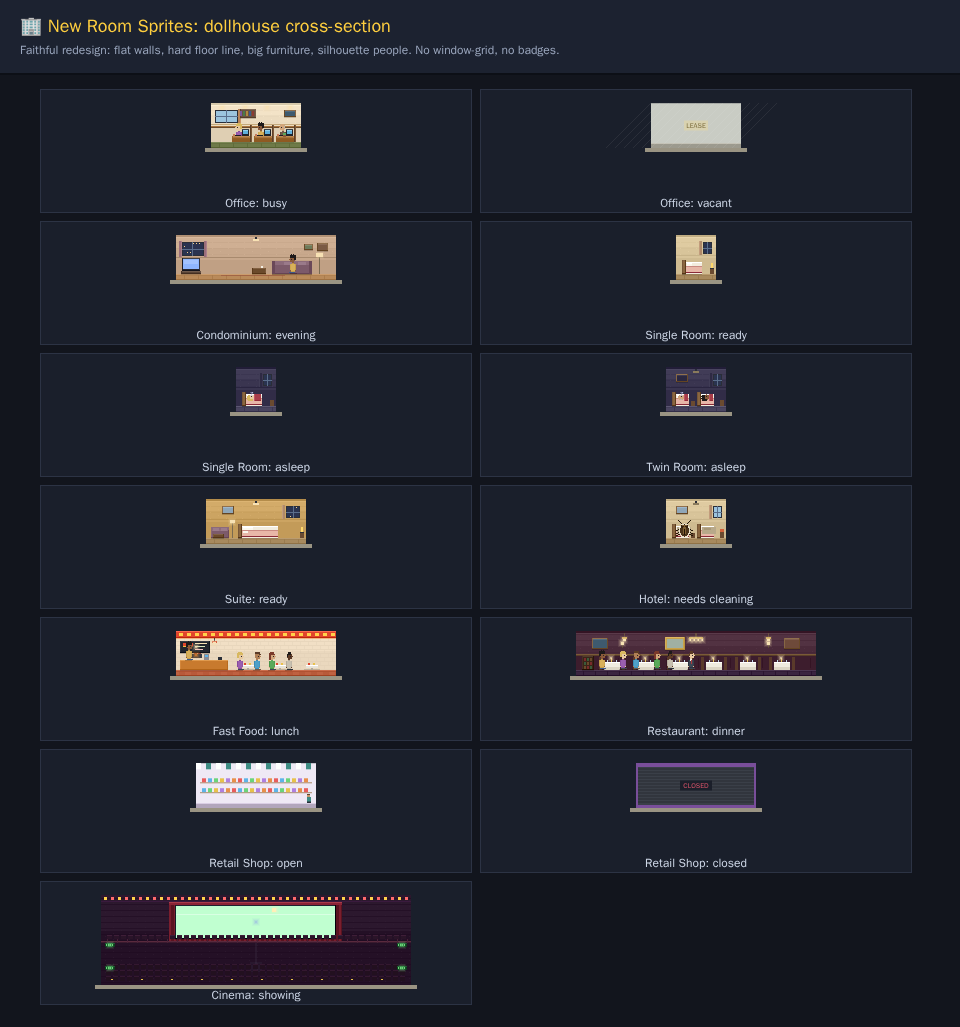 New Room Sprites: dollhouse cross-section
Faithful redesign: flat walls, hard floor line, big furniture, silhouette people. No window-grid, no badges.
Office: busy
LEASE
Office: vacant
Condominium: evening
Single Room: ready
Single Room: asleep
Twin Room: asleep
Suite: ready
Hotel: needs cleaning
Fast Food: lunch
Restaurant: dinner
Retail Shop: open
CLOSED
Retail Shop: closed
Cinema: showing